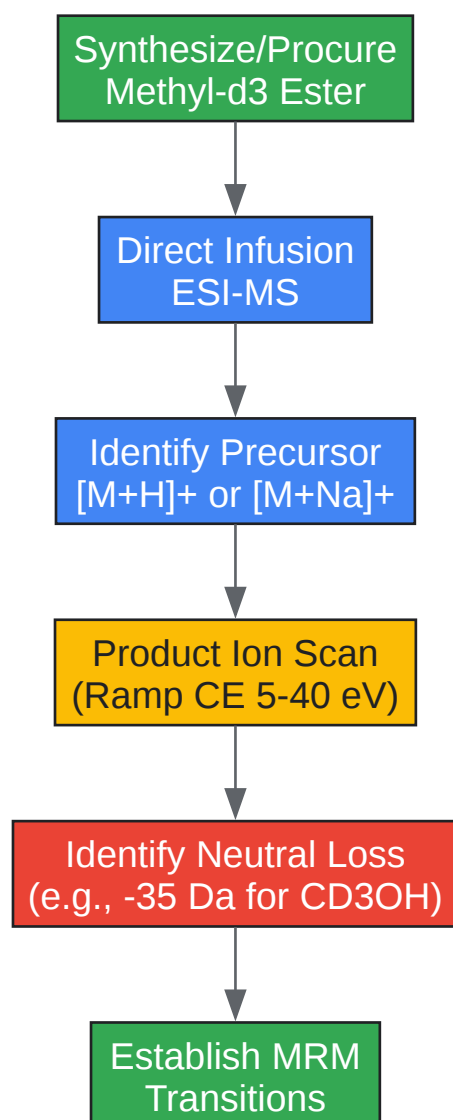 Synthesize/Procure
Methyl-d3 Ester
Direct Infusion
ESI-MS
Identify Precursor
[M+H]+ or [M+Na]+
Product Ion Scan
(Ramp CE 5-40 eV)
Identify Neutral Loss
(e.g., -35 Da for CD3OH)
Establish MRM
Transitions